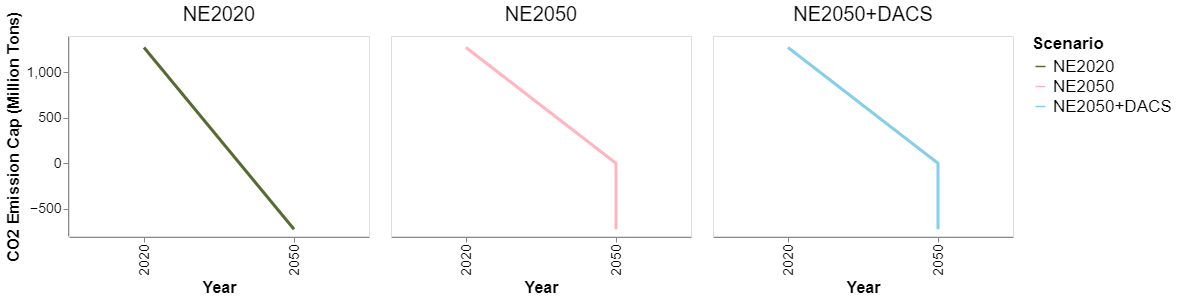 NE2020 NE2050 NE2050+DACS
CO2 Emission Cap (Million Tons)
1,000
500
0
−500
2020 2050 2020 2050 2020 2050
Year Year Year
Scenario
NE2020
NE2050
NE2050+DACS